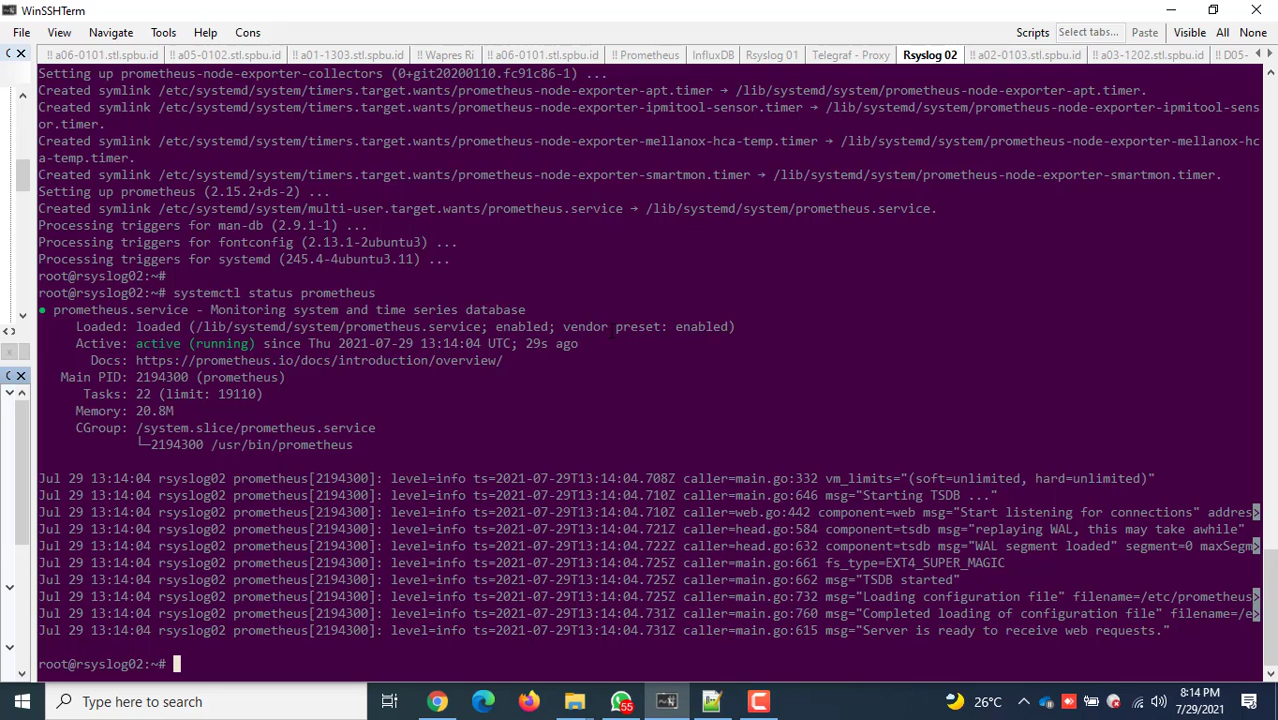 WinSSHTerm
File View Navigate Tools Help Cons Scripts Select tabs... Paste Visible All None
!! a06-0101.stl.spbu.id !! a05-0102.stl.spbu.id !! a01-1303.stl.spbu.id !! Wapres Ri !! a06-0101.stl.spbu.id !! Prometheus InfluxDB Rsyslog 01 Telegraf - Proxy Rsyslog 02 !! a02-0103.stl.spbu.id !! a03-1202.stl.spbu.id !! D05-
Setting up prometheus-node-exporter-collectors (0+git20200110.fc91c86-1) ...
Created symlink /etc/systemd/system/timers.target.wants/prometheus-node-exporter-apt.timer → /lib/systemd/system/prometheus-node-exporter-apt.timer.
Created symlink /etc/systemd/system/timers.target.wants/prometheus-node-exporter-ipmitool-sensor.timer → /lib/systemd/system/prometheus-node-exporter-ipmitool-sen
or.timer.
Created symlink /etc/systemd/system/timers.target.wants/prometheus-node-exporter-mellanox-hca-temp.timer → /lib/systemd/system/prometheus-node-exporter-mellanox-hc
a-temp.timer.
Created symlink /etc/systemd/system/timers.target.wants/prometheus-node-exporter-smartmon.timer → /lib/systemd/system/prometheus-node-exporter-smartmon.timer.
Setting up prometheus (2.15.2+ds-2) ...
Created symlink /etc/systemd/system/multi-user.target.wants/prometheus.service → /lib/systemd/system/prometheus.service.
Processing triggers for man-db (2.9.1-1) ...
Processing triggers for fontconfig (2.13.1-2ubuntu3) ...
Processing triggers for systemd (245.4-4ubuntu3.11) ...
root@rsyslog02:~#
root@rsyslog02:~# systemctl status prometheus
● prometheus.service - Monitoring system and time series database
Loaded: loaded (/lib/systemd/system/prometheus.service; enabled; vendor preset: enabled)
Active: active (running) since Thu 2021-07-29 13:14:04 UTC; 29s ago
Docs: https://prometheus.io/docs/introduction/overview/
Main PID: 2194300 (prometheus)
Tasks: 22 (limit: 19110)
Memory: 20.8M
CGroup: /system.slice/prometheus.service
└─2194300 /usr/bin/prometheus
Jul 29 13:14:04 rsyslog02 prometheus[2194300]: level=info ts=2021-07-29T13:14:04.708Z caller=main.go:332 vm_limits="(soft=unlimited, hard=unlimited)"
Jul 29 13:14:04 rsyslog02 prometheus[2194300]: level=info ts=2021-07-29T13:14:04.710Z caller=main.go:646 msg="Starting TSDB ..."
Jul 29 13:14:04 rsyslog02 prometheus[2194300]: level=info ts=2021-07-29T13:14:04.710Z caller=web.go:442 component=web msg="Start listening for connections" addres>
Jul 29 13:14:04 rsyslog02 prometheus[2194300]: level=info ts=2021-07-29T13:14:04.721Z caller=head.go:584 component=tsdb msg="replaying WAL, this may take awhile"
Jul 29 13:14:04 rsyslog02 prometheus[2194300]: level=info ts=2021-07-29T13:14:04.722Z caller=head.go:632 component=tsdb msg="WAL segment loaded" segment=0 maxSegm>
Jul 29 13:14:04 rsyslog02 prometheus[2194300]: level=info ts=2021-07-29T13:14:04.725Z caller=main.go:661 fs_type=EXT4_SUPER_MAGIC
Jul 29 13:14:04 rsyslog02 prometheus[2194300]: level=info ts=2021-07-29T13:14:04.725Z caller=main.go:662 msg="TSDB started"
Jul 29 13:14:04 rsyslog02 prometheus[2194300]: level=info ts=2021-07-29T13:14:04.725Z caller=main.go:732 msg="Loading configuration file" filename=/etc/prometheus>
Jul 29 13:14:04 rsyslog02 prometheus[2194300]: level=info ts=2021-07-29T13:14:04.731Z caller=main.go:760 msg="Completed loading of configuration file" filename=/e>
Jul 29 13:14:04 rsyslog02 prometheus[2194300]: level=info ts=2021-07-29T13:14:04.731Z caller=main.go:615 msg="Server is ready to receive web requests."
root@rsyslog02:~#
Type here to search 55 26°C 8:14 PM
7/29/2021